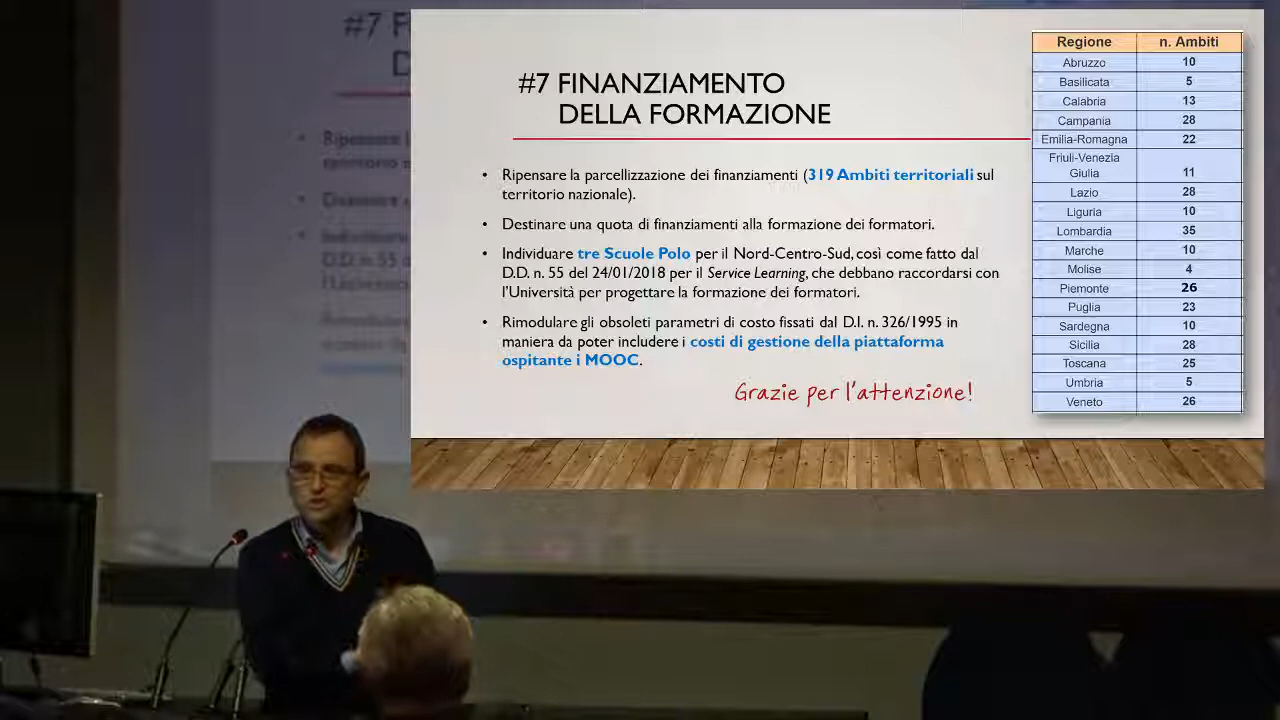 #7 FINANZIAMENTO
DELLA FORMAZIONE
• Ripensare la parcellizzazione dei finanziamenti (319 Ambiti territoriali sul
territorio nazionale).
• Destinare una quota di finanziamenti alla formazione dei formatori.
• Individuare tre Scuole Polo per il Nord-Centro-Sud, così come fatto dal
D.D. n. 55 del 24/01/2018 per il Service Learning, che debbano raccordarsi con
l'Università per progettare la formazione dei formatori.
• Rimodulare gli obsoleti parametri di costo fissati dal D.I. n. 326/1995 in
maniera da poter includere i costi di gestione della piattaforma
ospitante i MOOC.
Grazie per l'attenzione!
Regione n. Ambiti
Abruzzo 10
Basilicata 5
Calabria 13
Campania 28
Emilia-Romagna 22
Friuli-Venezia
Giulia 11
Lazio 28
Liguria 10
Lombardia 35
Marche 10
Molise 4
Piemonte 26
Puglia 23
Sardegna 10
Sicilia 28
Toscana 25
Umbria 5
Veneto 26
#7 F
D